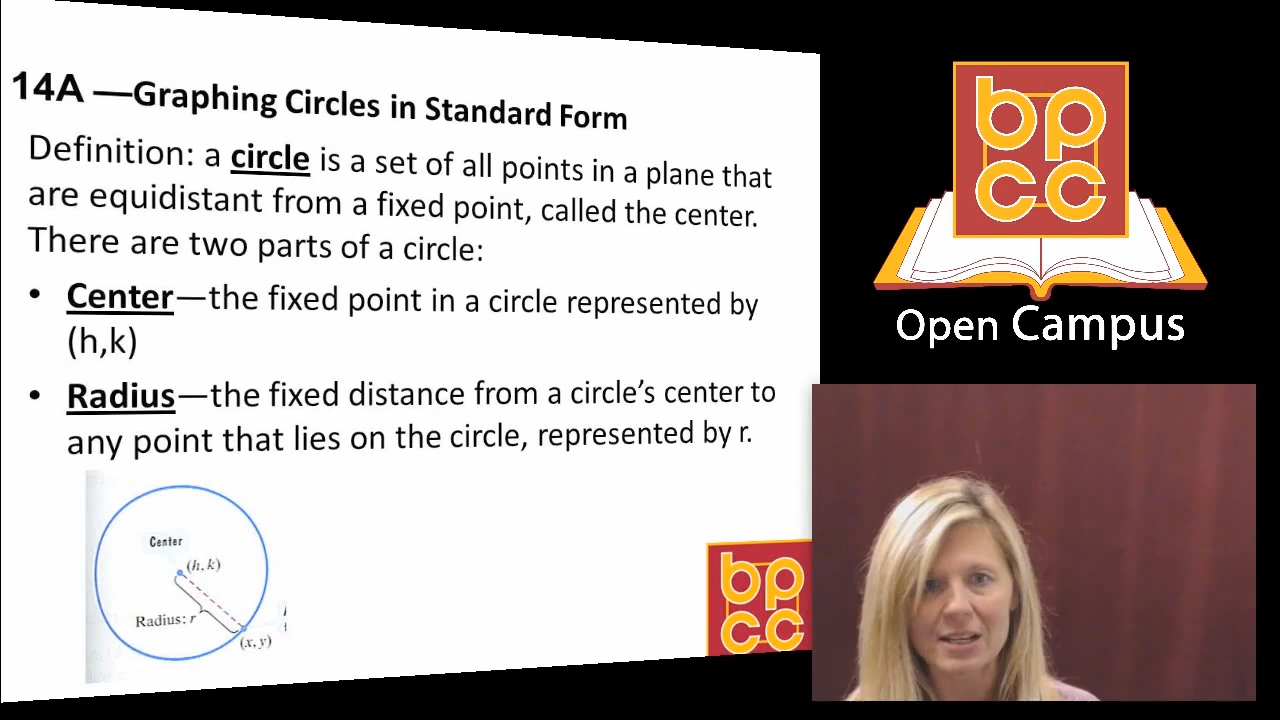 14A —Graphing Circles in Standard Form
Definition: a circle is a set of all points in a plane that
are equidistant from a fixed point, called the center.
There are two parts of a circle:
• Center—the fixed point in a circle represented by
(h,k)
• Radius—the fixed distance from a circle’s center to
any point that lies on the circle, represented by r.
Center
(h, k)
Radius: r
(x, y)
bp
cc
bp
cc
Open Campus